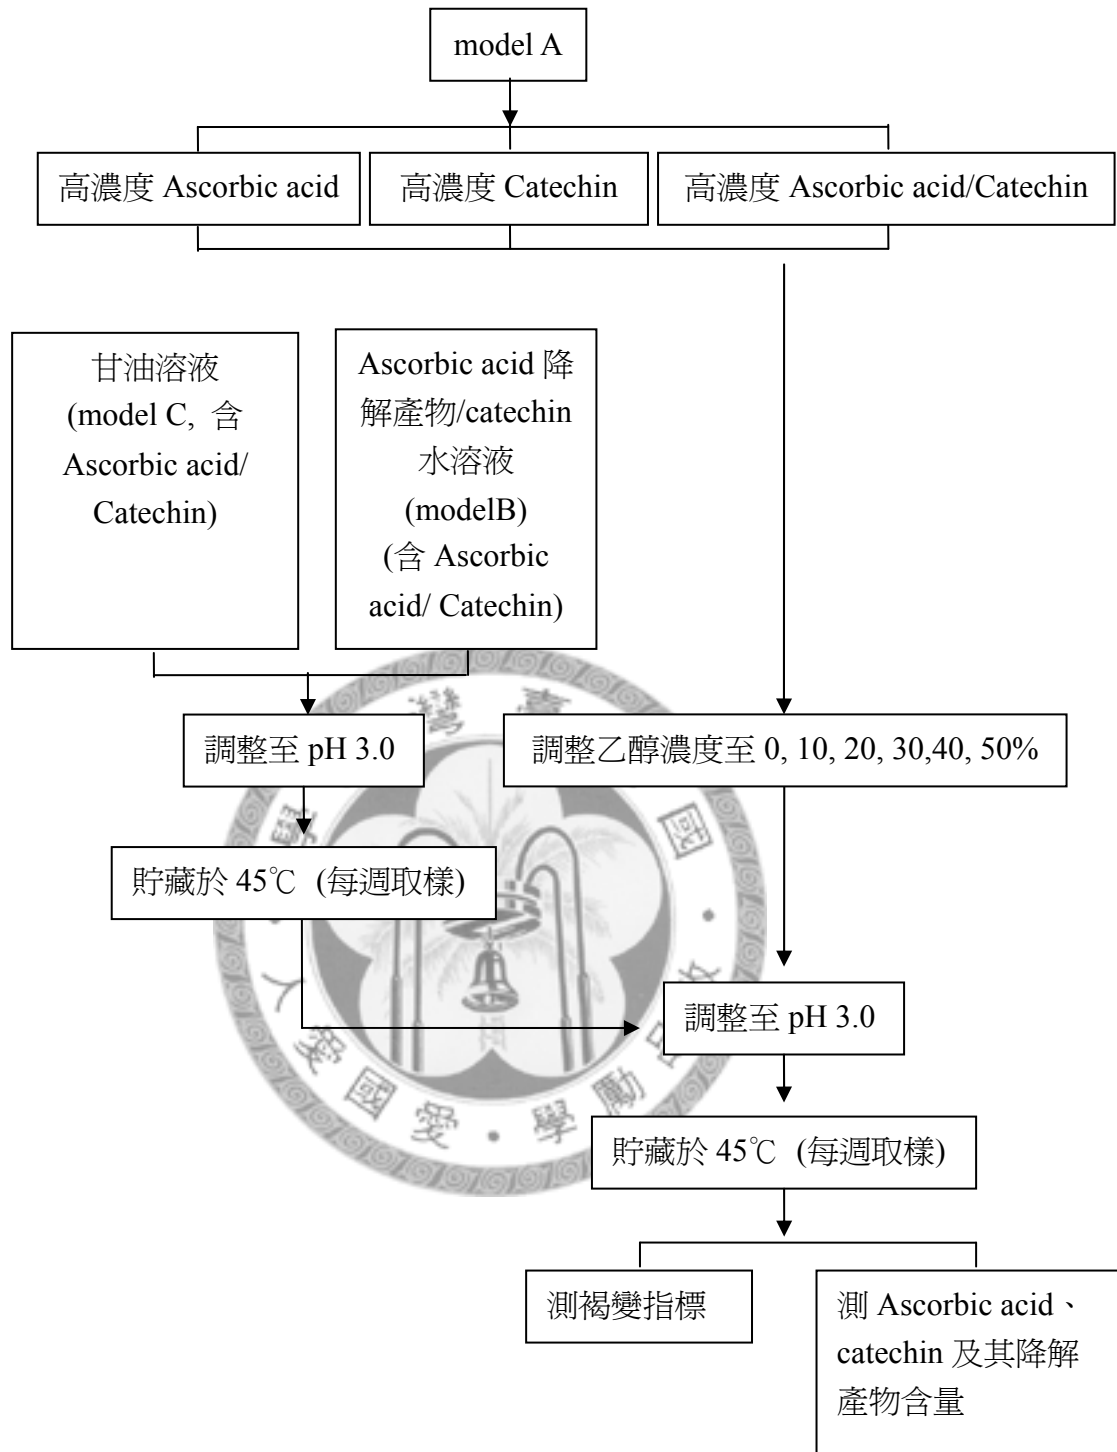 model A
高濃度 Ascorbic acid
高濃度 Catechin
高濃度 Ascorbic acid/Catechin
甘油溶液
(model C, 含
Ascorbic acid/
Catechin)
Ascorbic acid 降
解產物/catechin
水溶液
(modelB)
(含 Ascorbic
acid/ Catechin)
調整至 pH 3.0
調整乙醇濃度至 0, 10, 20, 30,40, 50%
貯藏於 45℃ (每週取樣)
調整至 pH 3.0
貯藏於 45℃ (每週取樣)
測褐變指標
測 Ascorbic acid、
catechin 及其降解
產物含量